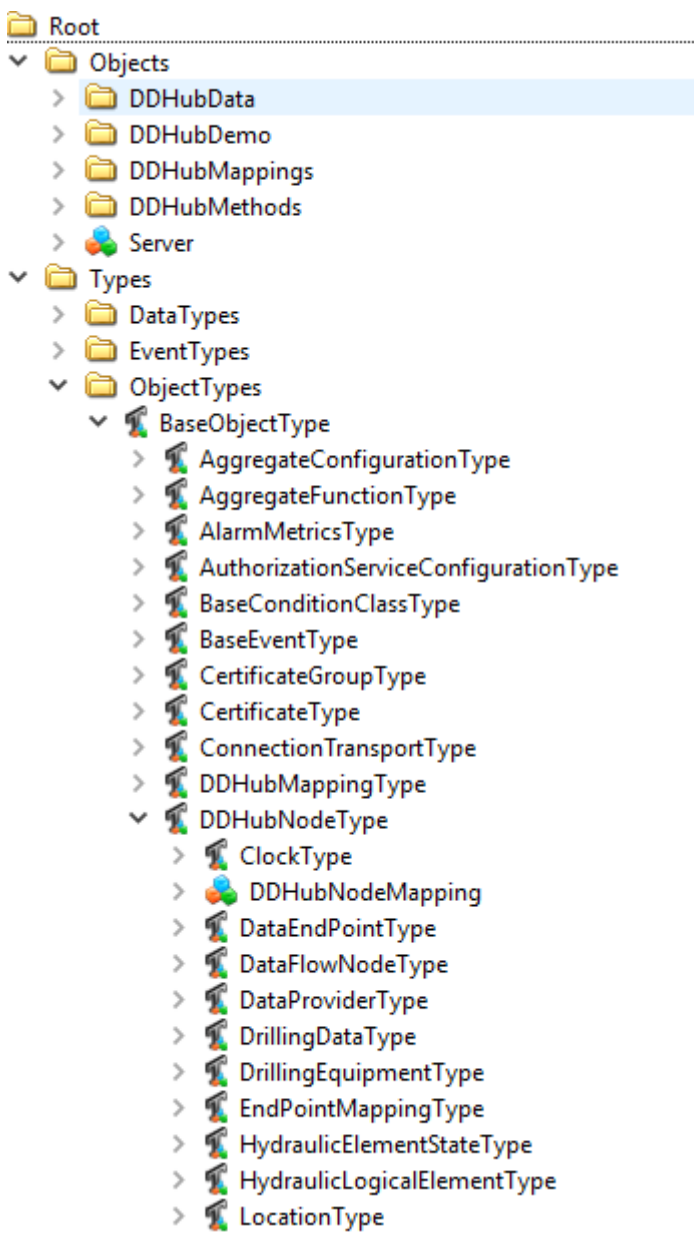 Root
Objects
DDHubData
DDHubDemo
DDHubMappings
DDHubMethods
Server
Types
DataTypes
EventTypes
ObjectTypes
BaseObjectType
AggregateConfigurationType
AggregateFunctionType
AlarmMetricsType
AuthorizationServiceConfigurationType
BaseConditionClassType
BaseEventType
CertificateGroupType
CertificateType
ConnectionTransportType
DDHubMappingType
DDHubNodeType
ClockType
DDHubNodeMapping
DataEndPointType
DataFlowNodeType
DataProviderType
DrillingDataType
DrillingEquipmentType
EndPointMappingType
HydraulicElementStateType
HydraulicLogicalElementType
LocationType